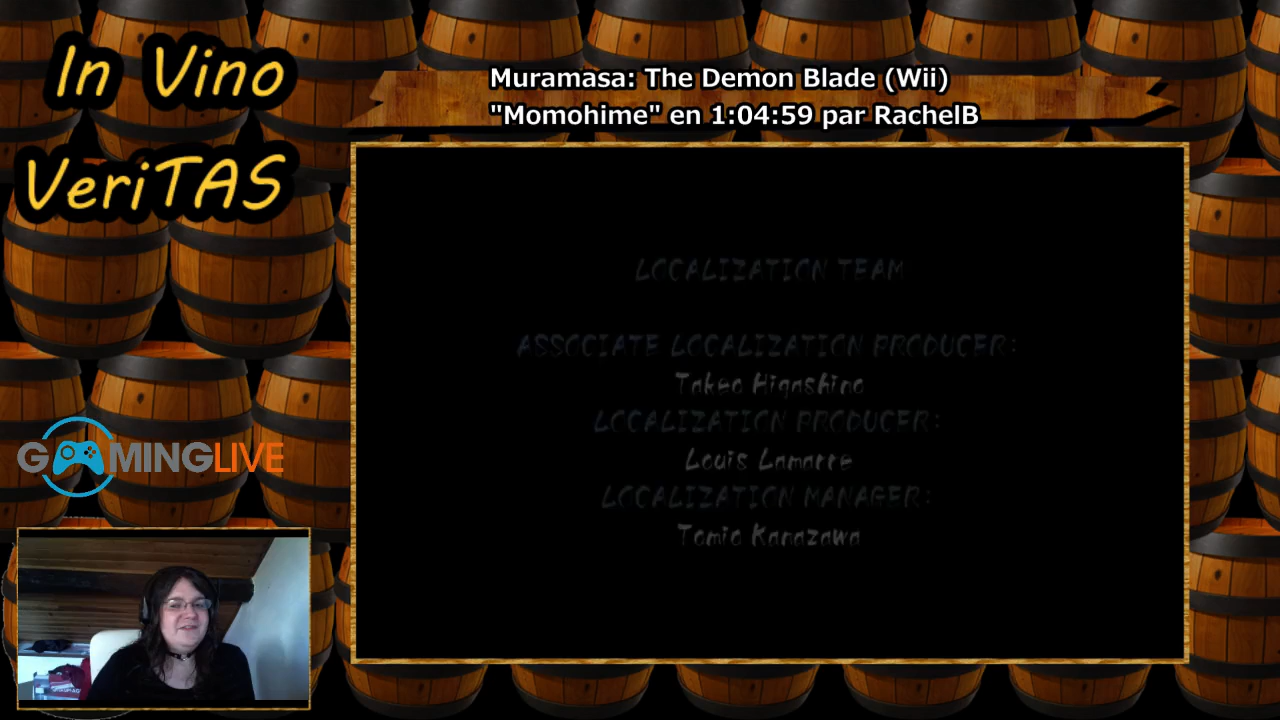 In Vino
VeriTAS
Muramasa: The Demon Blade (Wii)
"Momohime" en 1:04:59 par RachelB
GAMINGLIVE
LOCALIZATION TEAM
ASSOCIATE LOCALIZATION PRODUCER:
Takeo Higashino
LOCALIZATION PRODUCER:
Louis Lamarre
LOCALIZATION MANAGER:
Tomio Kanazawa